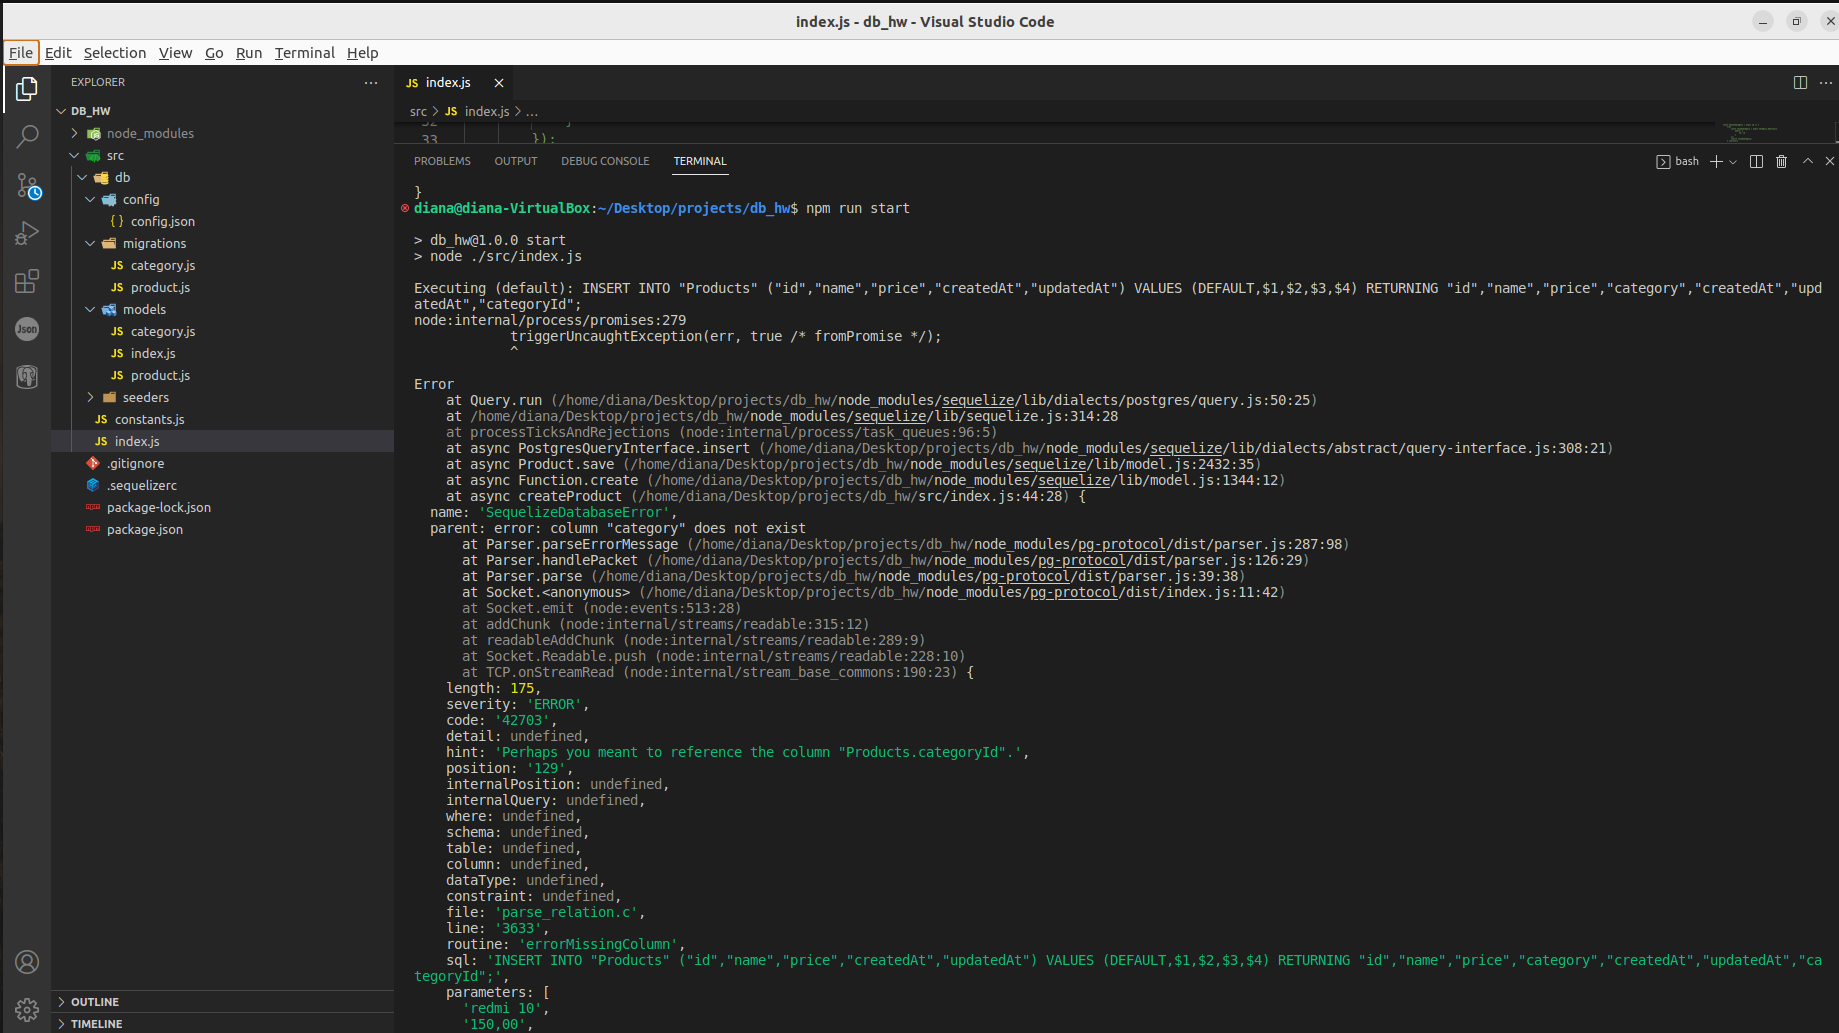 index.js - db_hw - Visual Studio Code
File Edit Selection View Go Run Terminal Help
EXPLORER
JS index.js
DB_HW
src > JS index.js > ...
node_modules
33 });
src
PROBLEMS OUTPUT DEBUG CONSOLE TERMINAL
bash
db
config
{ } config.json
migrations
JS category.js
JS product.js
models
JS category.js
JS index.js
JS product.js
seeders
JS constants.js
JS index.js
.gitignore
.sequelizerc
package-lock.json
package.json
Json
OUTLINE
TIMELINE
}
diana@diana-VirtualBox:~/Desktop/projects/db_hw$ npm run start
> db_hw@1.0.0 start
> node ./src/index.js
Executing (default): INSERT INTO "Products" ("id","name","price","createdAt","updatedAt") VALUES (DEFAULT,$1,$2,$3,$4) RETURNING "id","name","price","category","createdAt","upd
atedAt","categoryId";
node:internal/process/promises:279
triggerUncaughtException(err, true /* fromPromise */);
^
Error
at Query.run (/home/diana/Desktop/projects/db_hw/node_modules/sequelize/lib/dialects/postgres/query.js:50:25)
at /home/diana/Desktop/projects/db_hw/node_modules/sequelize/lib/sequelize.js:314:28
at processTicksAndRejections (node:internal/process/task_queues:96:5)
at async PostgresQueryInterface.insert (/home/diana/Desktop/projects/db_hw/node_modules/sequelize/lib/dialects/abstract/query-interface.js:308:21)
at async Product.save (/home/diana/Desktop/projects/db_hw/node_modules/sequelize/lib/model.js:2432:35)
at async Function.create (/home/diana/Desktop/projects/db_hw/node_modules/sequelize/lib/model.js:1344:12)
at async createProduct (/home/diana/Desktop/projects/db_hw/src/index.js:44:28) {
name: 'SequelizeDatabaseError',
parent: error: column "category" does not exist
at Parser.parseErrorMessage (/home/diana/Desktop/projects/db_hw/node_modules/pg-protocol/dist/parser.js:287:98)
at Parser.handlePacket (/home/diana/Desktop/projects/db_hw/node_modules/pg-protocol/dist/parser.js:126:29)
at Parser.parse (/home/diana/Desktop/projects/db_hw/node_modules/pg-protocol/dist/parser.js:39:38)
at Socket.<anonymous> (/home/diana/Desktop/projects/db_hw/node_modules/pg-protocol/dist/index.js:11:42)
at Socket.emit (node:events:513:28)
at addChunk (node:internal/streams/readable:315:12)
at readableAddChunk (node:internal/streams/readable:289:9)
at Socket.Readable.push (node:internal/streams/readable:228:10)
at TCP.onStreamRead (node:internal/stream_base_commons:190:23) {
length: 175,
severity: 'ERROR',
code: '42703',
detail: undefined,
hint: 'Perhaps you meant to reference the column "Products.categoryId".',
position: '129',
internalPosition: undefined,
internalQuery: undefined,
where: undefined,
schema: undefined,
table: undefined,
column: undefined,
dataType: undefined,
constraint: undefined,
file: 'parse_relation.c',
line: '3633',
routine: 'errorMissingColumn',
sql: 'INSERT INTO "Products" ("id","name","price","createdAt","updatedAt") VALUES (DEFAULT,$1,$2,$3,$4) RETURNING "id","name","price","category","createdAt","updatedAt","ca
tegoryId";',
parameters: [
'redmi 10',
'150,00',